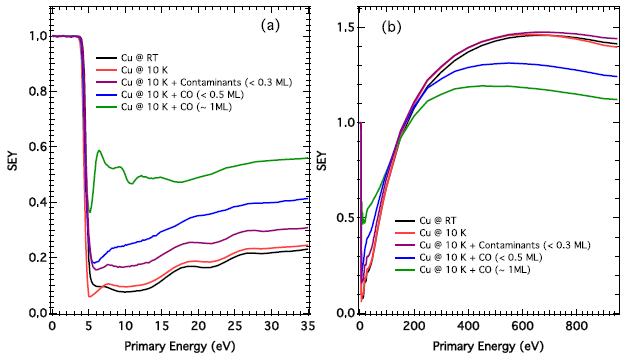 (a)
Cu @ RT
Cu @ 10 K
Cu @ 10 K + Contaminants (< 0.3 ML)
Cu @ 10 K + CO (< 0.5 ML)
Cu @ 10 K + CO (~ 1ML)
1.0
0.8
0.6
0.4
0.2
0.0
SEY
0 5 10 15 20 25 30 35
Primary Energy (eV)
(b)
1.5
1.0
0.5
0.0
SEY
Cu @ RT
Cu @ 10 K
Cu @ 10 K + Contaminants (< 0.3 ML)
Cu @ 10 K + CO (< 0.5 ML)
Cu @ 10 K + CO (~ 1ML)
0 200 400 600 800
Primary Energy (eV)